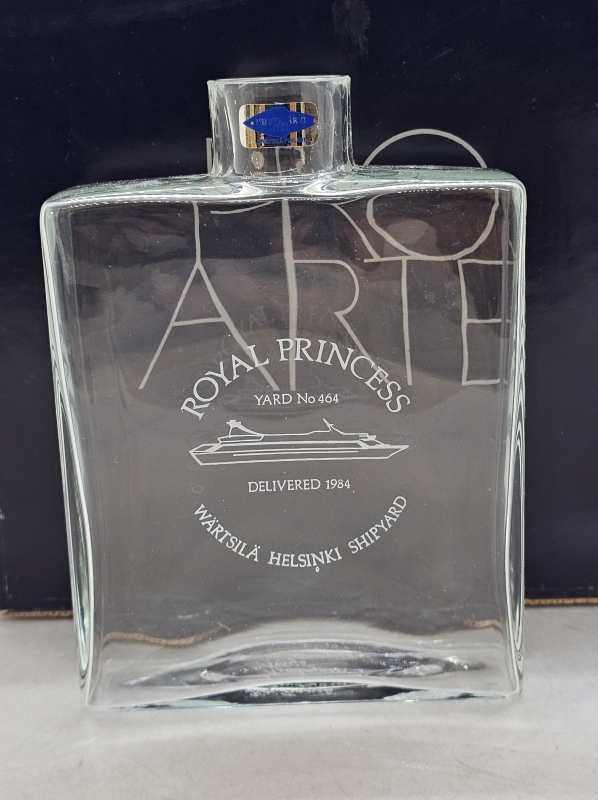 PRO
ARTE
ROYAL PRINCESS
YARD No 464
DELIVERED 1984
WÄRTSILÄ HELSINKI SHIPYARD